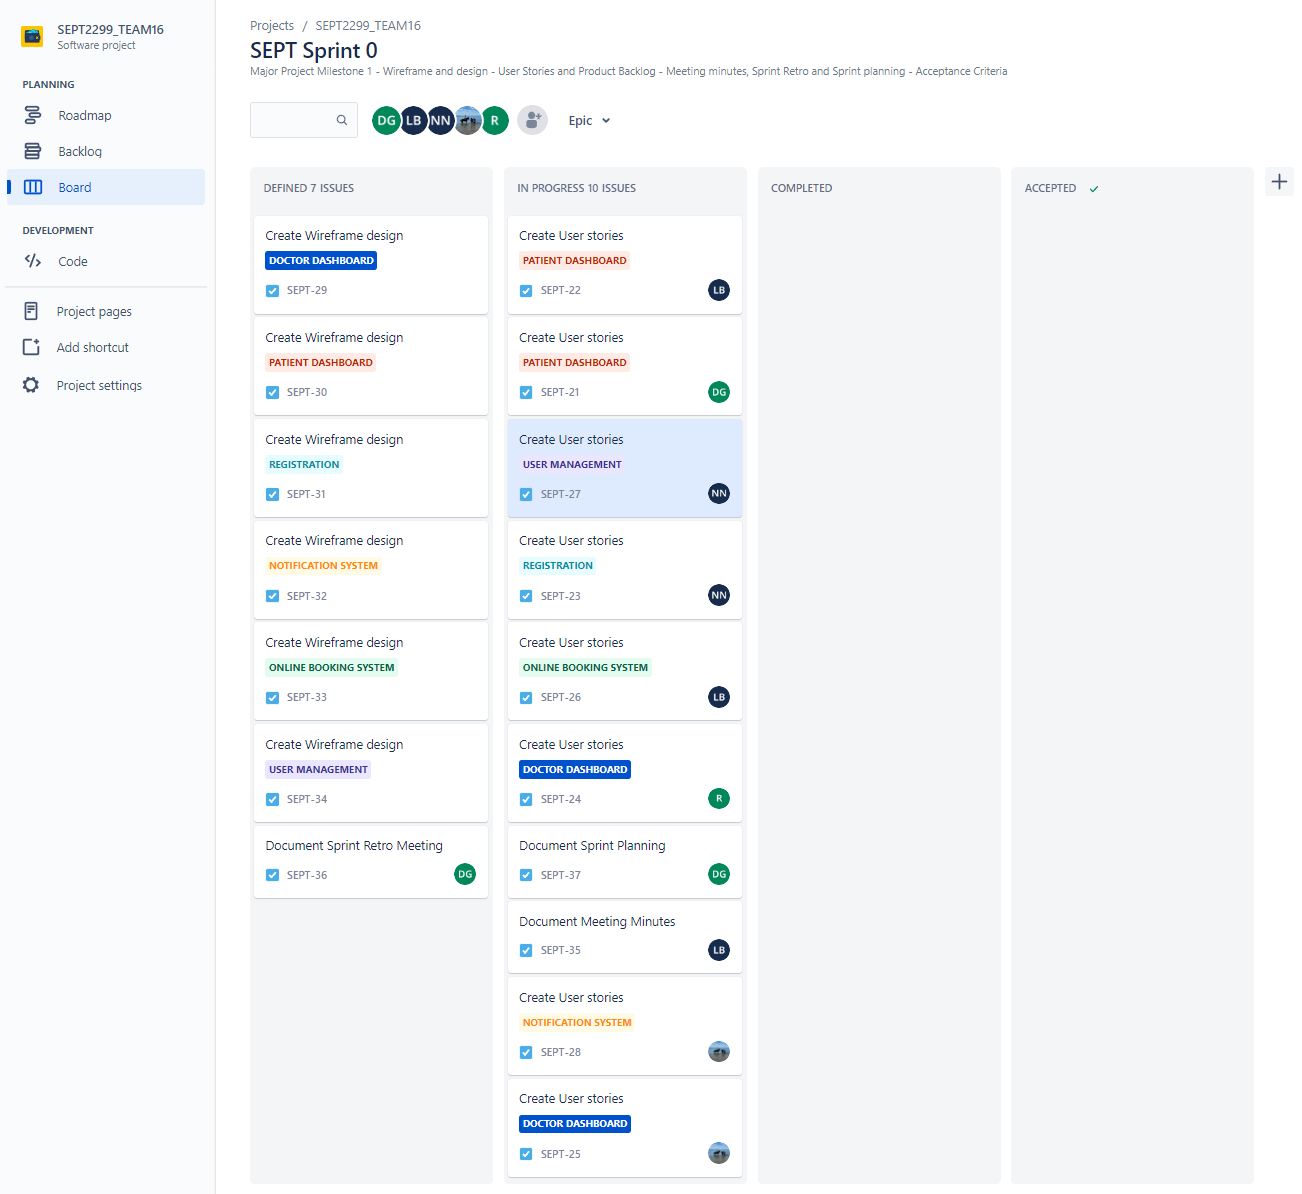 SEPT2299_TEAM16
Software project
PLANNING
Roadmap
Backlog
Board
DEVELOPMENT
Code
Project pages
Add shortcut
Project settings
Projects / SEPT2299_TEAM16
SEPT Sprint 0
Major Project Milestone 1 - Wireframe and design - User Stories and Product Backlog - Meeting minutes, Sprint Retro and Sprint planning - Acceptance Criteria
DG LB NN R
Epic
DEFINED 7 ISSUES
Create Wireframe design
DOCTOR DASHBOARD
SEPT-29
Create Wireframe design
PATIENT DASHBOARD
SEPT-30
Create Wireframe design
REGISTRATION
SEPT-31
Create Wireframe design
NOTIFICATION SYSTEM
SEPT-32
Create Wireframe design
ONLINE BOOKING SYSTEM
SEPT-33
Create Wireframe design
USER MANAGEMENT
SEPT-34
Document Sprint Retro Meeting
SEPT-36 DG
IN PROGRESS 10 ISSUES
Create User stories
PATIENT DASHBOARD
SEPT-22 LB
Create User stories
PATIENT DASHBOARD
SEPT-21 DG
Create User stories
USER MANAGEMENT
SEPT-27 NN
Create User stories
REGISTRATION
SEPT-23 NN
Create User stories
ONLINE BOOKING SYSTEM
SEPT-26 LB
Create User stories
DOCTOR DASHBOARD
SEPT-24 R
Document Sprint Planning
SEPT-37 DG
Document Meeting Minutes
SEPT-35 LB
Create User stories
NOTIFICATION SYSTEM
SEPT-28
Create User stories
DOCTOR DASHBOARD
SEPT-25
COMPLETED
ACCEPTED